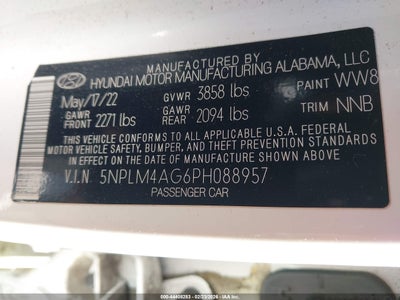 MANUFACTURED BY
HYUNDAI MOTOR MANUFACTURING ALABAMA, LLC
May/17/22 GVWR 3858 lbs PAINT WW8
GAWR FRONT 2271 lbs GAWR REAR 2094 lbs TRIM NNB
THIS VEHICLE CONFORMS TO ALL APPLICABLE U.S.A. FEDERAL
MOTOR VEHICLE SAFETY, BUMPER, AND THEFT PREVENTION STANDARDS
IN EFFECT ON THE DATE OF MANUFACTURE SHOWN ABOVE.
V.I.N 5NPLM4AG6PH088957
PASSENGER CAR